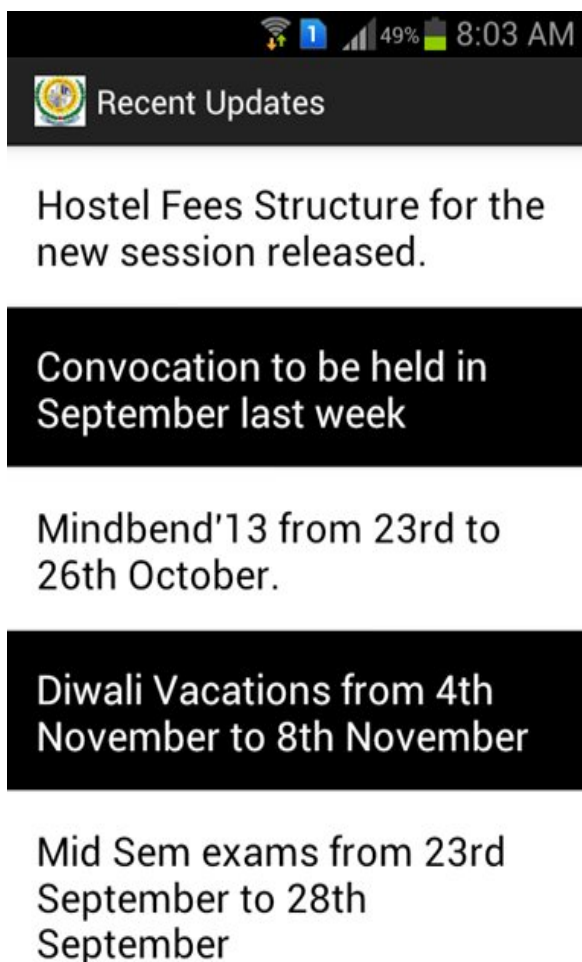 1 49% 8:03 AM
Recent Updates
Hostel Fees Structure for the
new session released.
Convocation to be held in
September last week
Mindbend'13 from 23rd to
26th October.
Diwali Vacations from 4th
November to 8th November
Mid Sem exams from 23rd
September to 28th
September